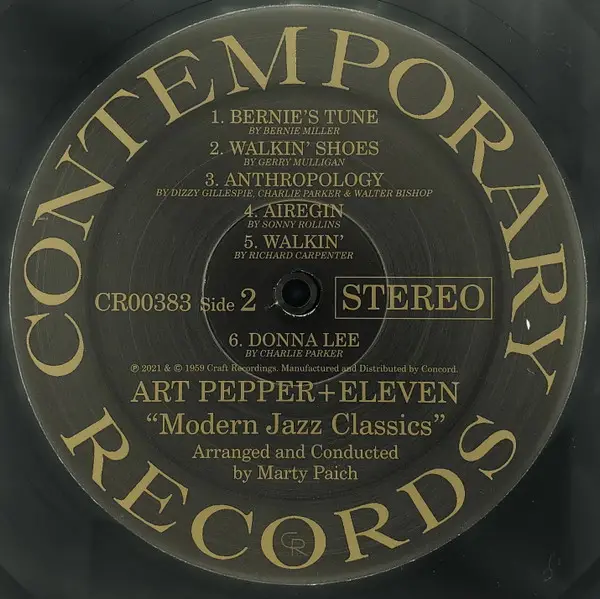 CONTEMPORARY
1. BERNIE'S TUNE
BY BERNIE MILLER
2. WALKIN' SHOES
BY GERRY MULLIGAN
3. ANTHROPOLOGY
BY DIZZY GILLESPIE, CHARLIE PARKER & WALTER BISHOP
4. AIREGIN
BY SONNY ROLLINS
5. WALKIN'
BY RICHARD CARPENTER
CR00383 Side 2 STEREO
6. DONNA LEE
BY CHARLIE PARKER
℗ 2021 & © 1959 Craft Recordings. Manufactured and Distributed by Concord.
ART PEPPER+ELEVEN
“Modern Jazz Classics”
Arranged and Conducted
by Marty Paich
CR
RECORDS